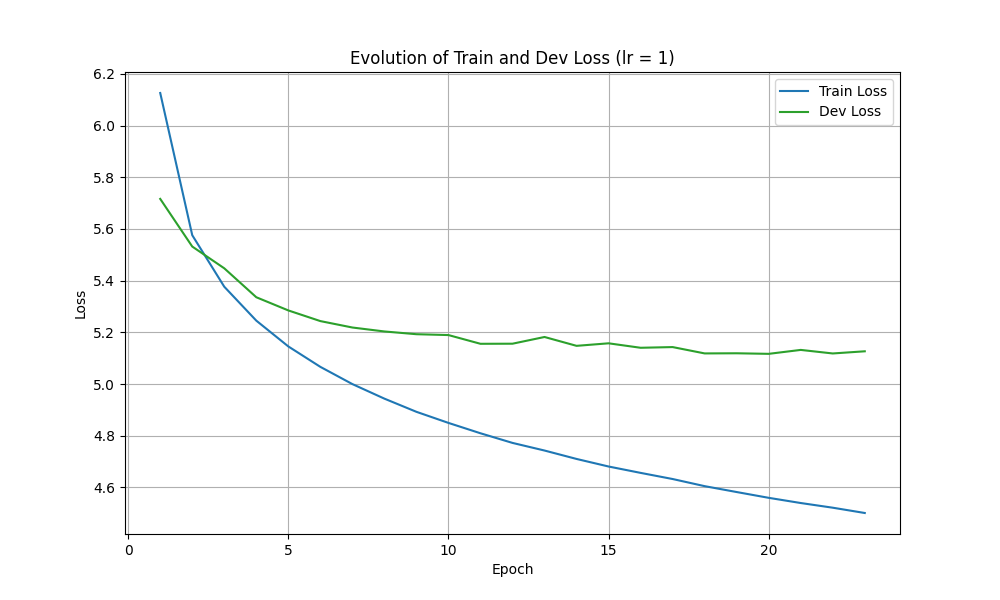 Evolution of Train and Dev Loss (lr = 1)
Train Loss
Dev Loss
Loss
6.2
6.0
5.8
5.6
5.4
5.2
5.0
4.8
4.6
0
5
10
15
20
Epoch